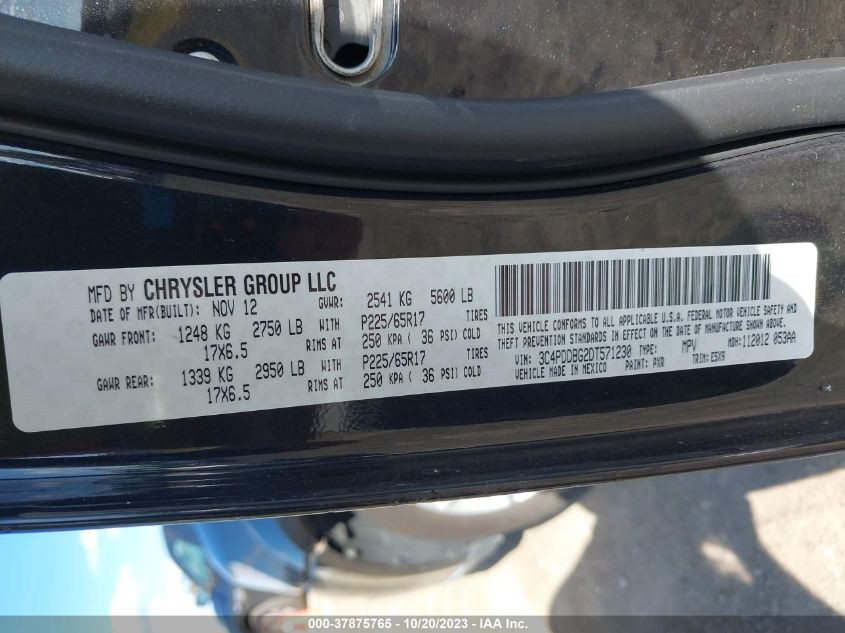 MFD BY CHRYSLER GROUP LLC
DATE OF MFR(BUILT): NOV 12 GVWR: 2541 KG 5600 LB
GAWR FRONT: 1248 KG 2750 LB WITH P225/65R17 TIRES
17X6.5 RIMS AT 250 KPA ( 36 PSI) COLD
GAWR REAR: 1339 KG 2950 LB WITH P225/65R17 TIRES
17X6.5 RIMS AT 250 KPA ( 36 PSI) COLD
THIS VEHICLE CONFORMS TO ALL APPLICABLE U.S.A. FEDERAL MOTOR VEHICLE SAFETY AND
THEFT PREVENTION STANDARDS IN EFFECT ON THE DATE OF MANUFACTURE SHOWN ABOVE.
VIN: 3C4PDDBG2DT571230 TYPE: MPV MDH: 112012 053AA
VEHICLE MADE IN MEXICO PAINT: PXR TRIM: E5X9
000-37875765 - 10/20/2023 - IAA Inc.